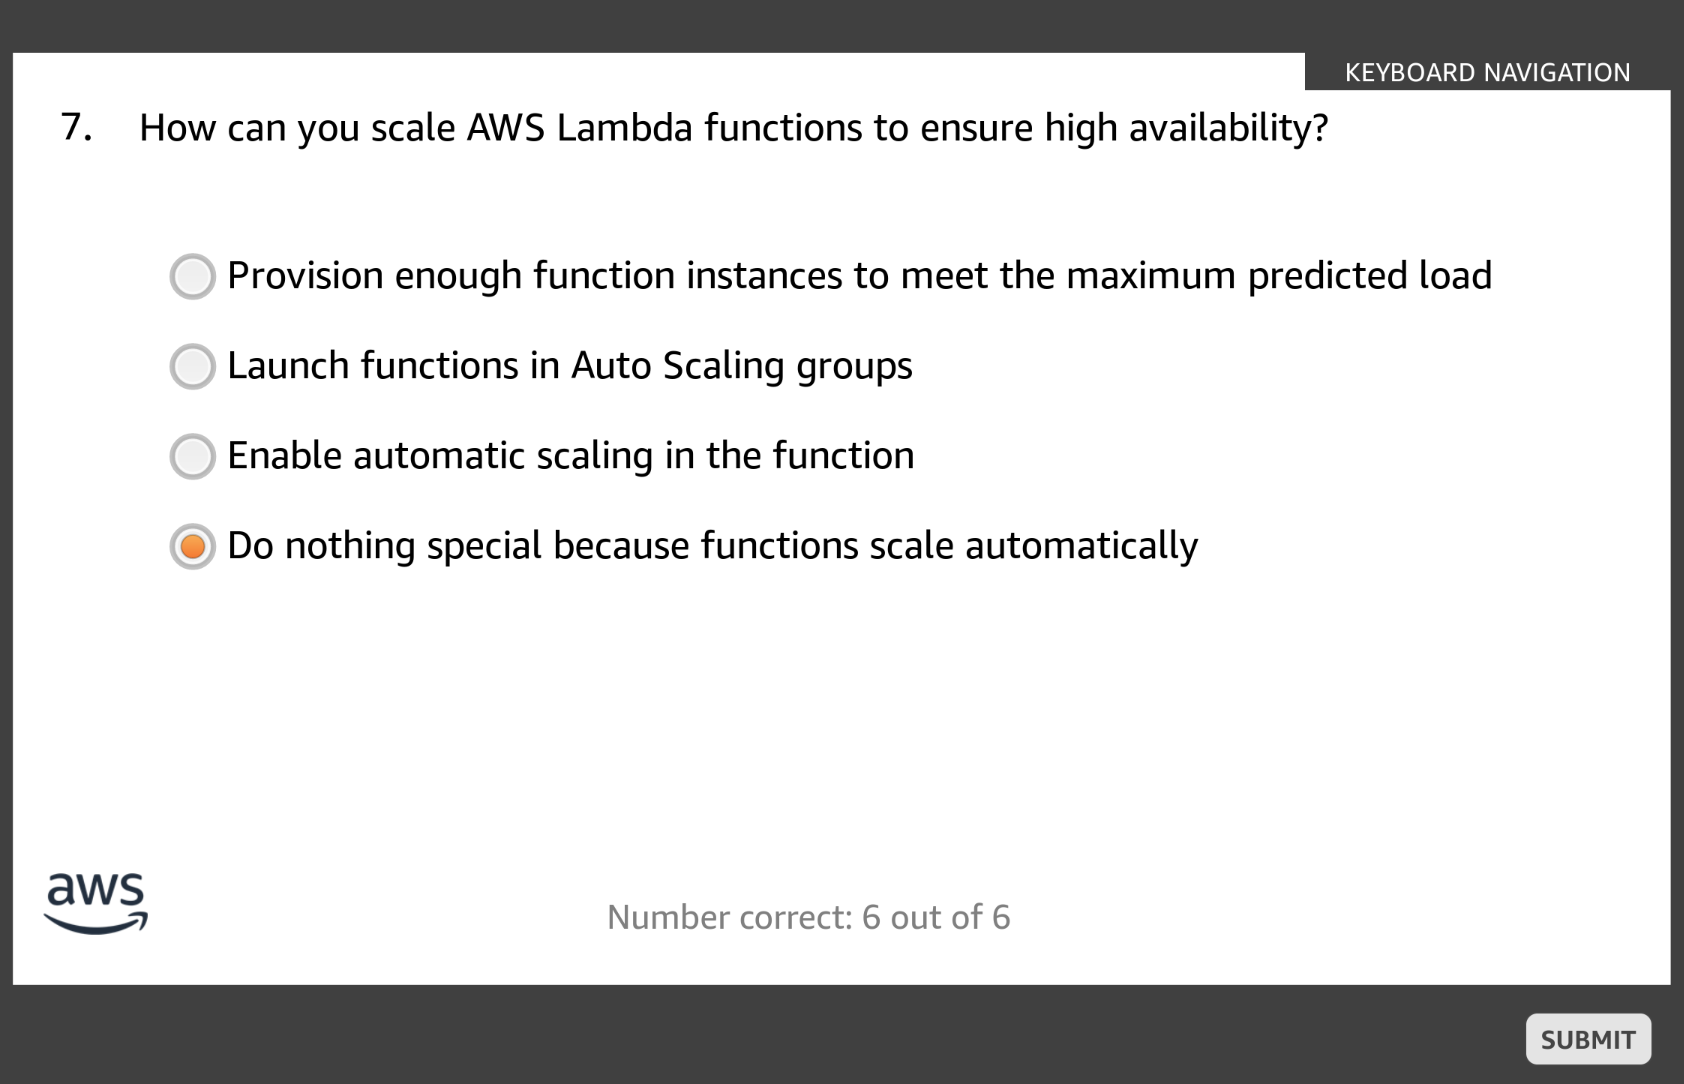 KEYBOARD NAVIGATION
7. How can you scale AWS Lambda functions to ensure high availability?
Provision enough function instances to meet the maximum predicted load
Launch functions in Auto Scaling groups
Enable automatic scaling in the function
Do nothing special because functions scale automatically
aws
Number correct: 6 out of 6
SUBMIT